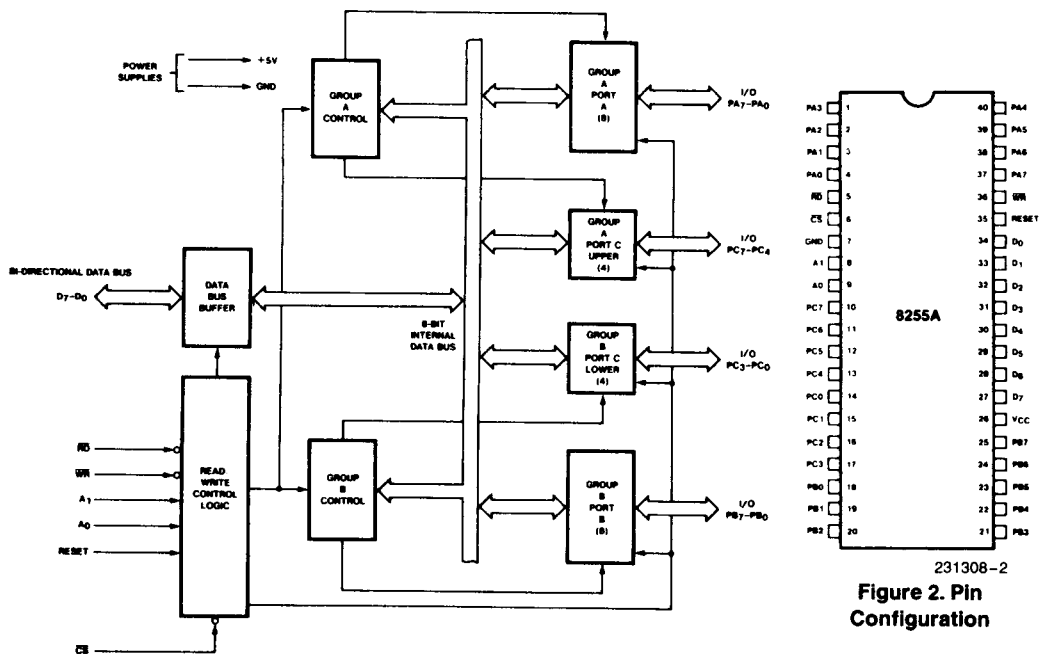 POWER
SUPPLIES
+5V
GND
GROUP
A
CONTROL
GROUP
A
PORT
A
(8)
I/O
PA7-PA0
GROUP
A
PORT C
UPPER
(4)
I/O
PC7-PC4
BI-DIRECTIONAL DATA BUS
D7-D0
DATA
BUS
BUFFER
8-BIT
INTERNAL
DATA BUS
GROUP
B
PORT C
LOWER
(4)
I/O
PC3-PC0
R̅D̅
W̅R̅
A1
A0
RESET
C̅S̅
READ
WRITE
CONTROL
LOGIC
GROUP
B
CONTROL
GROUP
B
PORT
B
(8)
I/O
PB7-PB0
PA3 1 40 PA4
PA2 2 39 PA5
PA1 3 38 PA6
PA0 4 37 PA7
R̅D̅ 5 36 W̅R̅
C̅S̅ 6 35 RESET
GND 7 34 D0
A1 8 33 D1
A0 9 32 D2
PC7 10 31 D3
PC6 11 30 D4
PC5 12 29 D5
PC4 13 28 D6
PC0 14 27 D7
PC1 15 26 VCC
PC2 16 25 PB7
PC3 17 24 PB6
PB0 18 23 PB5
PB1 19 22 PB4
PB2 20 21 PB3
8255A
231308-2
Figure 2. Pin
Configuration